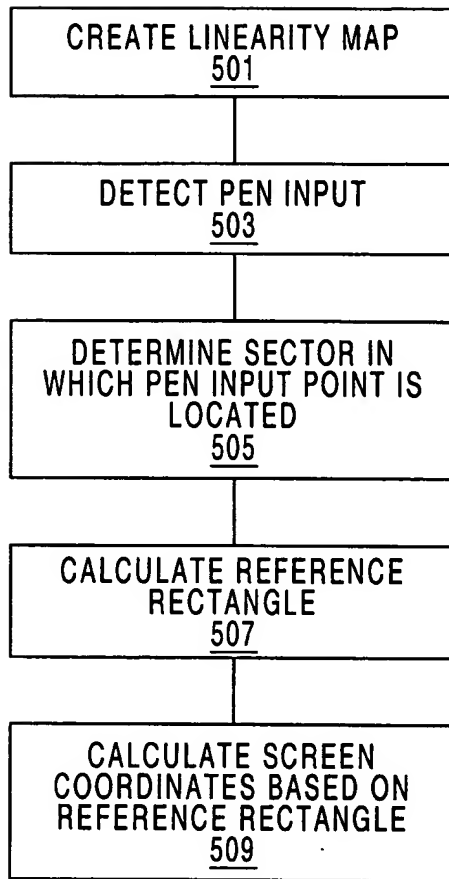 CREATE LINEARITY MAP
501
DETECT PEN INPUT
503
DETERMINE SECTOR IN
WHICH PEN INPUT POINT IS
LOCATED
505
CALCULATE REFERENCE
RECTANGLE
507
CALCULATE SCREEN
COORDINATES BASED ON
REFERENCE RECTANGLE
509